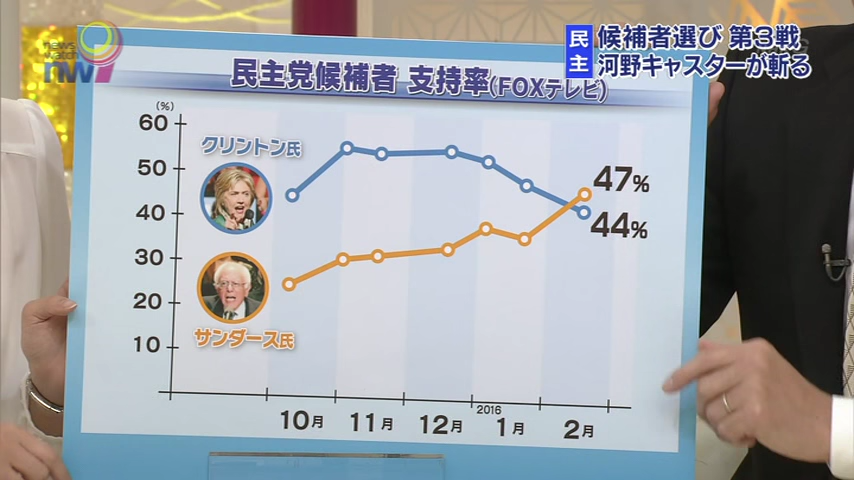 news
watch
nw9
民主
候補者選び 第3戦
河野キャスターが斬る
民主党候補者 支持率(FOXテレビ)
(%)
60
50
40
30
20
10
クリントン氏
サンダース氏
47%
44%
2016
10月 11月 12月 1月 2月